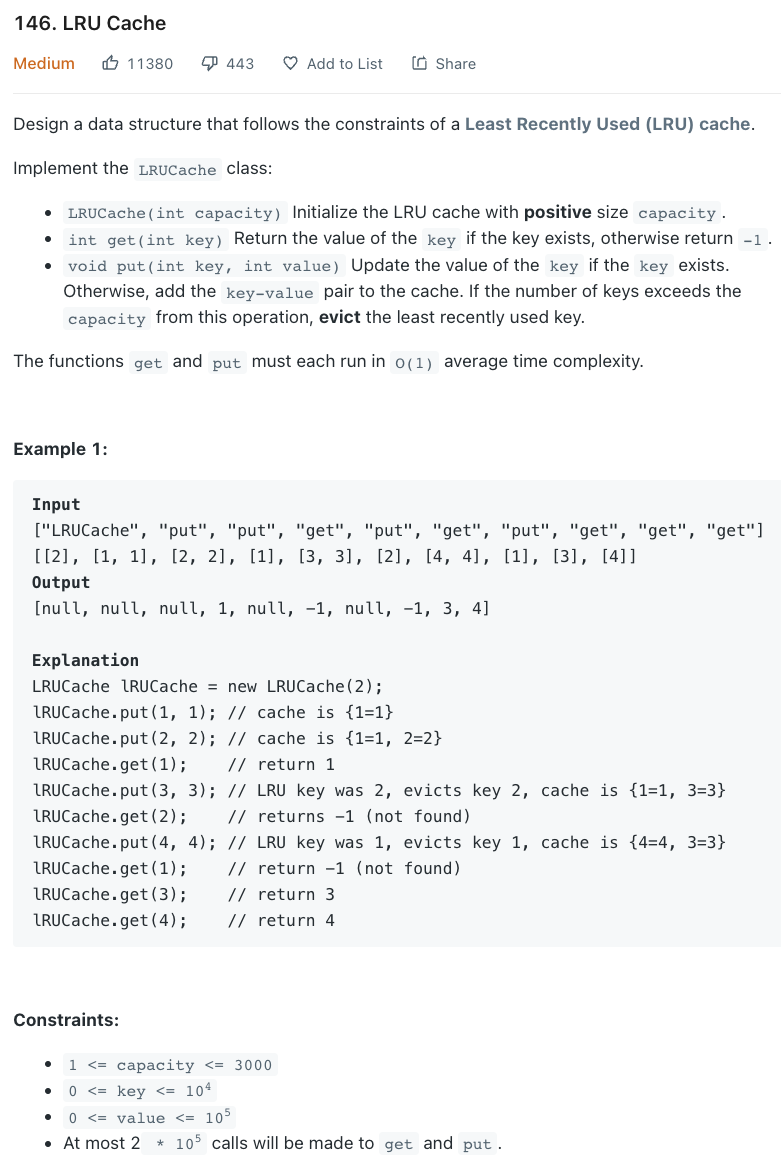 146. LRU Cache
Medium 11380 443 Add to List Share
Design a data structure that follows the constraints of a Least Recently Used (LRU) cache.
Implement the LRUCache class:
• LRUCache(int capacity) Initialize the LRU cache with positive size capacity.
• int get(int key) Return the value of the key if the key exists, otherwise return -1.
• void put(int key, int value) Update the value of the key if the key exists.
Otherwise, add the key-value pair to the cache. If the number of keys exceeds the
capacity from this operation, evict the least recently used key.
The functions get and put must each run in O(1) average time complexity.
Example 1:
Input
["LRUCache", "put", "put", "get", "put", "get", "put", "get", "get", "get"]
[[2], [1, 1], [2, 2], [1], [3, 3], [2], [4, 4], [1], [3], [4]]
Output
[null, null, null, 1, null, -1, null, -1, 3, 4]
Explanation
LRUCache lRUCache = new LRUCache(2);
lRUCache.put(1, 1); // cache is {1=1}
lRUCache.put(2, 2); // cache is {1=1, 2=2}
lRUCache.get(1);    // return 1
lRUCache.put(3, 3); // LRU key was 2, evicts key 2, cache is {1=1, 3=3}
lRUCache.get(2);    // returns -1 (not found)
lRUCache.put(4, 4); // LRU key was 1, evicts key 1, cache is {4=4, 3=3}
lRUCache.get(1);    // return -1 (not found)
lRUCache.get(3);    // return 3
lRUCache.get(4);    // return 4
Constraints:
• 1 <= capacity <= 3000
• 0 <= key <= 10⁴
• 0 <= value <= 10⁵
• At most 2 * 10⁵ calls will be made to get and put.